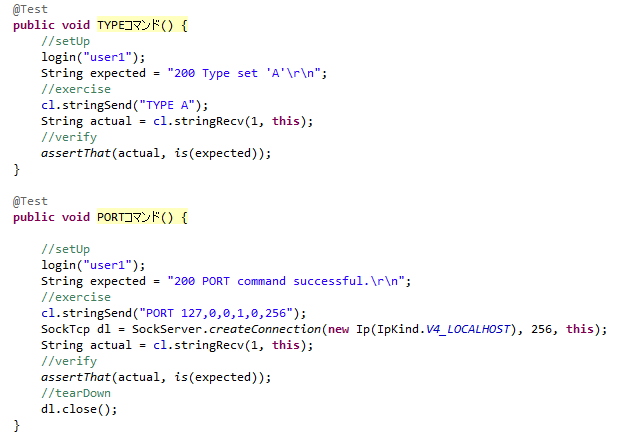 @Test
public void TYPEコマンド() {
    //setUp
    login("user1");
    String expected = "200 Type set 'A'\r\n";
    //exercise
    cl.stringSend("TYPE A");
    String actual = cl.stringRecv(1, this);
    //verify
    assertThat(actual, is(expected));
}

@Test
public void PORTコマンド() {

    //setUp
    login("user1");
    String expected = "200 PORT command successful.\r\n";
    //exercise
    cl.stringSend("PORT 127,0,0,1,0,256");
    SockTcp dl = SockServer.createConnection(new Ip(IpKind.V4_LOCALHOST), 256, this);
    String actual = cl.stringRecv(1, this);
    //verify
    assertThat(actual, is(expected));
    //tearDown
    dl.close();
}